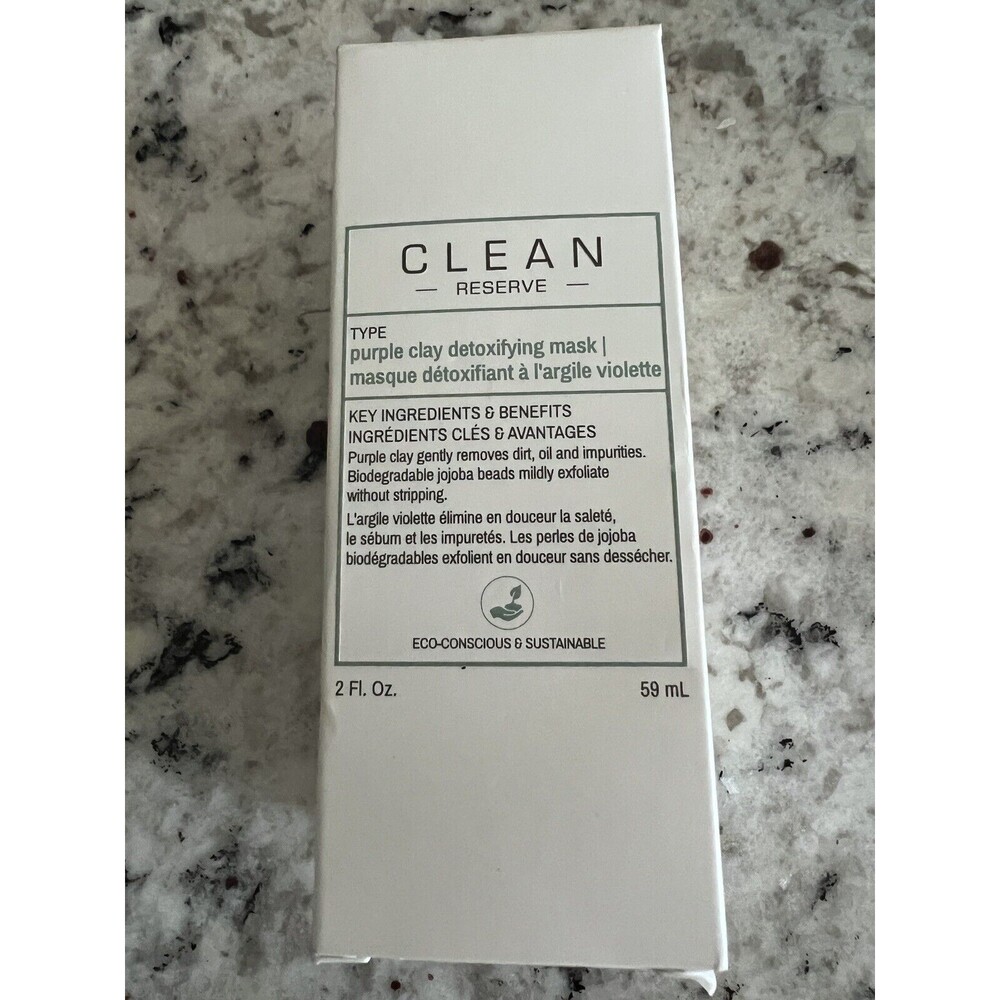 CLEAN
— RESERVE —
TYPE
purple clay detoxifying mask |
masque détoxifiant à l'argile violette
KEY INGREDIENTS & BENEFITS
INGRÉDIENTS CLÉS & AVANTAGES
Purple clay gently removes dirt, oil and impurities.
Biodegradable jojoba beads mildly exfoliate
without stripping.
L'argile violette élimine en douceur la saleté,
le sébum et les impuretés. Les perles de jojoba
biodégradables exfolient en douceur sans dessécher.
ECO-CONSCIOUS & SUSTAINABLE
2 Fl. Oz. 59 mL